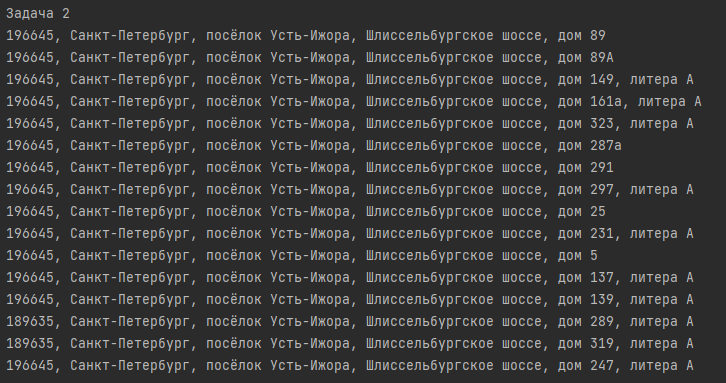 Задача 2
196645, Санкт-Петербург, посёлок Усть-Ижора, Шлиссельбургское шоссе, дом 89
196645, Санкт-Петербург, посёлок Усть-Ижора, Шлиссельбургское шоссе, дом 89А
196645, Санкт-Петербург, посёлок Усть-Ижора, Шлиссельбургское шоссе, дом 149, литера А
196645, Санкт-Петербург, посёлок Усть-Ижора, Шлиссельбургское шоссе, дом 161а, литера А
196645, Санкт-Петербург, посёлок Усть-Ижора, Шлиссельбургское шоссе, дом 323, литера А
196645, Санкт-Петербург, посёлок Усть-Ижора, Шлиссельбургское шоссе, дом 287а
196645, Санкт-Петербург, посёлок Усть-Ижора, Шлиссельбургское шоссе, дом 291
196645, Санкт-Петербург, посёлок Усть-Ижора, Шлиссельбургское шоссе, дом 297, литера А
196645, Санкт-Петербург, посёлок Усть-Ижора, Шлиссельбургское шоссе, дом 25
196645, Санкт-Петербург, посёлок Усть-Ижора, Шлиссельбургское шоссе, дом 231, литера А
196645, Санкт-Петербург, посёлок Усть-Ижора, Шлиссельбургское шоссе, дом 5
196645, Санкт-Петербург, посёлок Усть-Ижора, Шлиссельбургское шоссе, дом 137, литера А
196645, Санкт-Петербург, посёлок Усть-Ижора, Шлиссельбургское шоссе, дом 139, литера А
189635, Санкт-Петербург, посёлок Усть-Ижора, Шлиссельбургское шоссе, дом 289, литера А
189635, Санкт-Петербург, посёлок Усть-Ижора, Шлиссельбургское шоссе, дом 319, литера А
196645, Санкт-Петербург, посёлок Усть-Ижора, Шлиссельбургское шоссе, дом 247, литера А